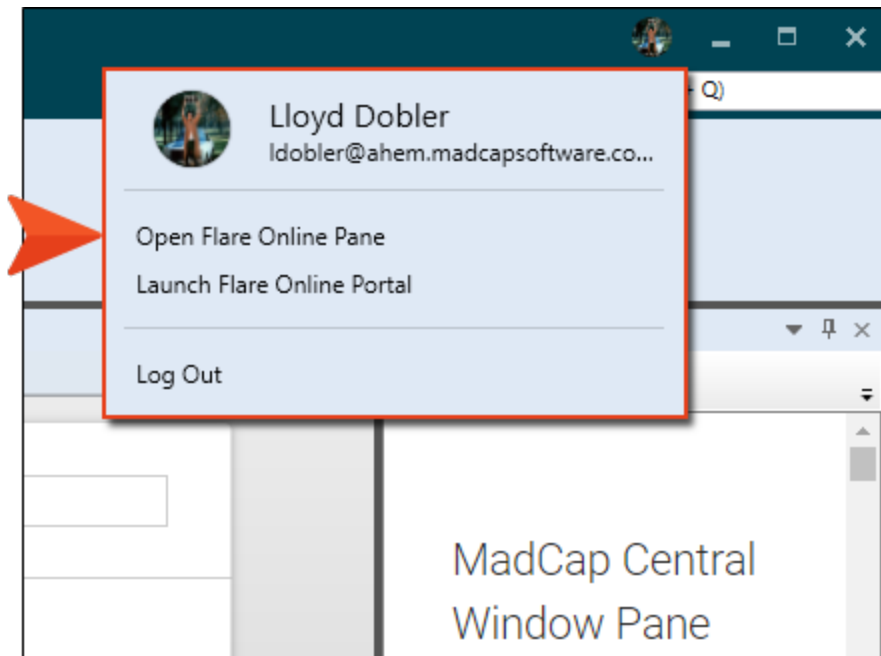 Q)
Lloyd Dobler
ldobler@ahem.madcapsoftware.co...
Open Flare Online Pane
Launch Flare Online Portal
Log Out
MadCap Central
Window Pane